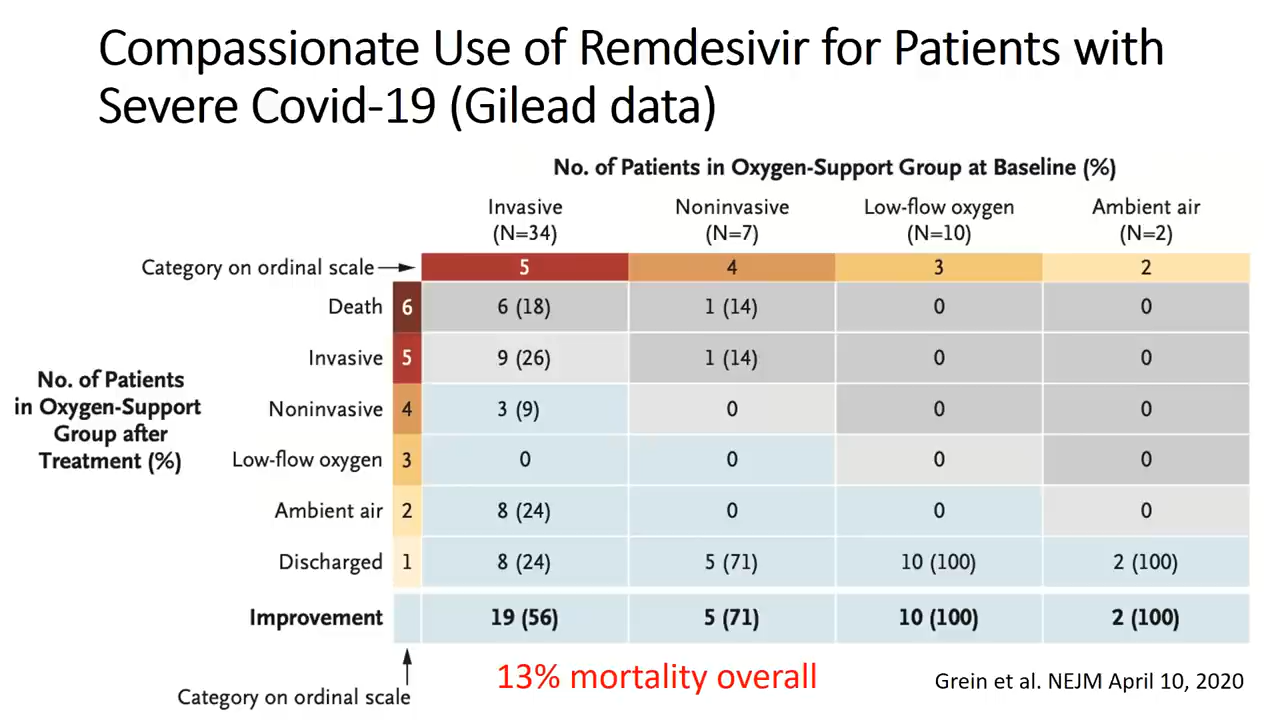 Compassionate Use of Remdesivir for Patients with
Severe Covid-19 (Gilead data)
No. of Patients in Oxygen-Support Group at Baseline (%)
Invasive (N=34) Noninvasive (N=7) Low-flow oxygen (N=10) Ambient air (N=2)
Category on ordinal scale 5 4 3 2
Death 6 6 (18) 1 (14) 0 0
Invasive 5 9 (26) 1 (14) 0 0
No. of Patients
in Oxygen-Support
Group after
Treatment (%)
Noninvasive 4 3 (9) 0 0 0
Low-flow oxygen 3 0 0 0 0
Ambient air 2 8 (24) 0 0 0
Discharged 1 8 (24) 5 (71) 10 (100) 2 (100)
Improvement 19 (56) 5 (71) 10 (100) 2 (100)
Category on ordinal scale
13% mortality overall
Grein et al. NEJM April 10, 2020